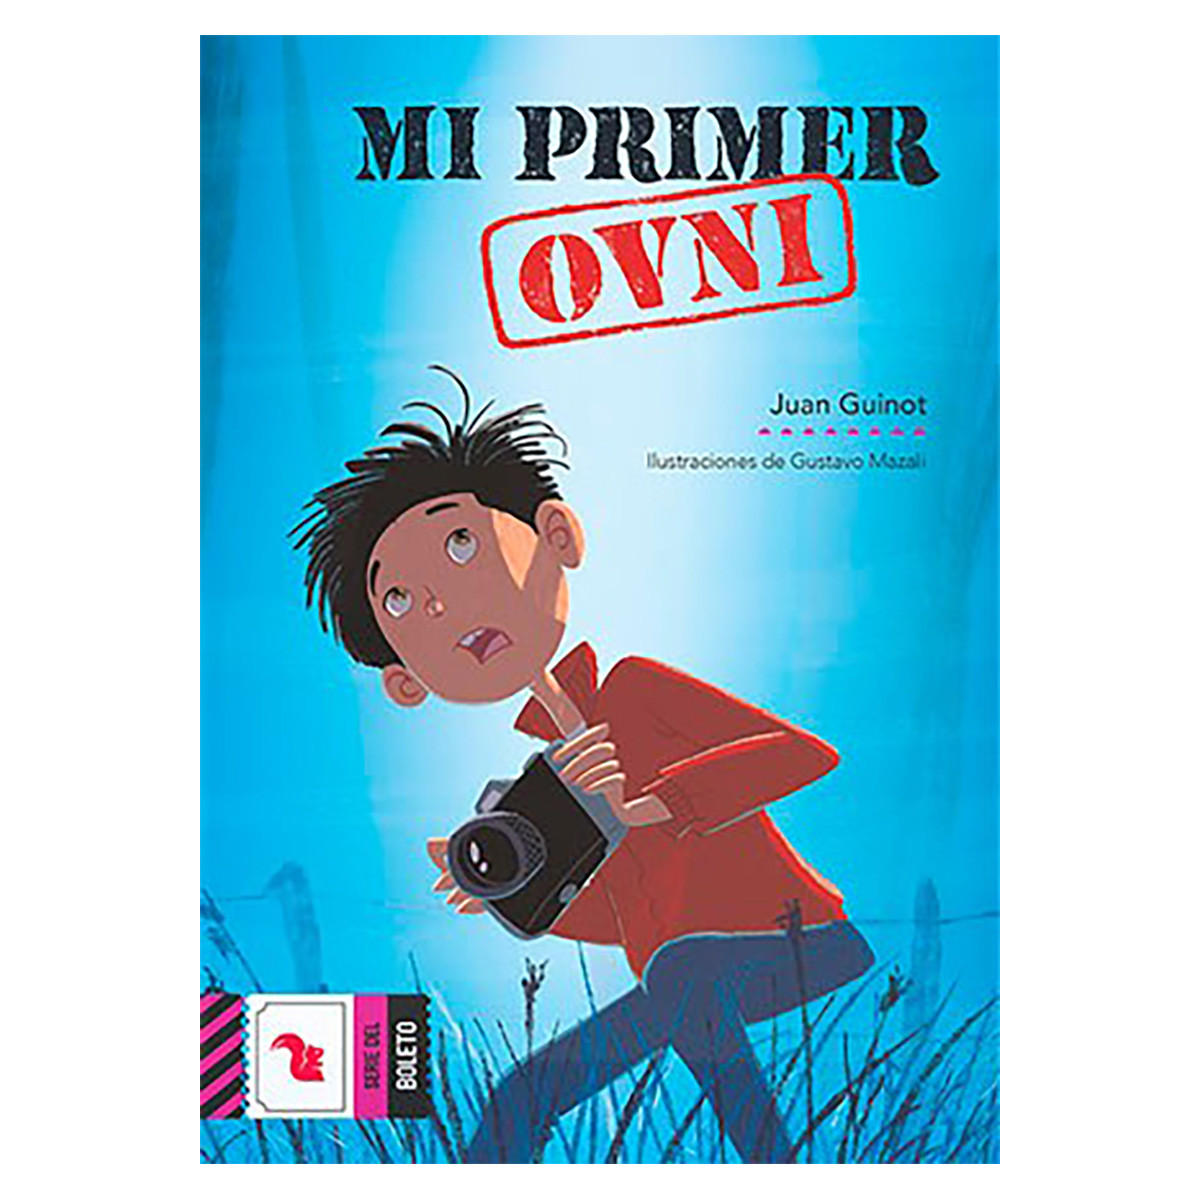 MI PRIMER
OVNI
Juan Guinot
Ilustraciones de Gustavo Mazali
SERIE DEL
BOLETO